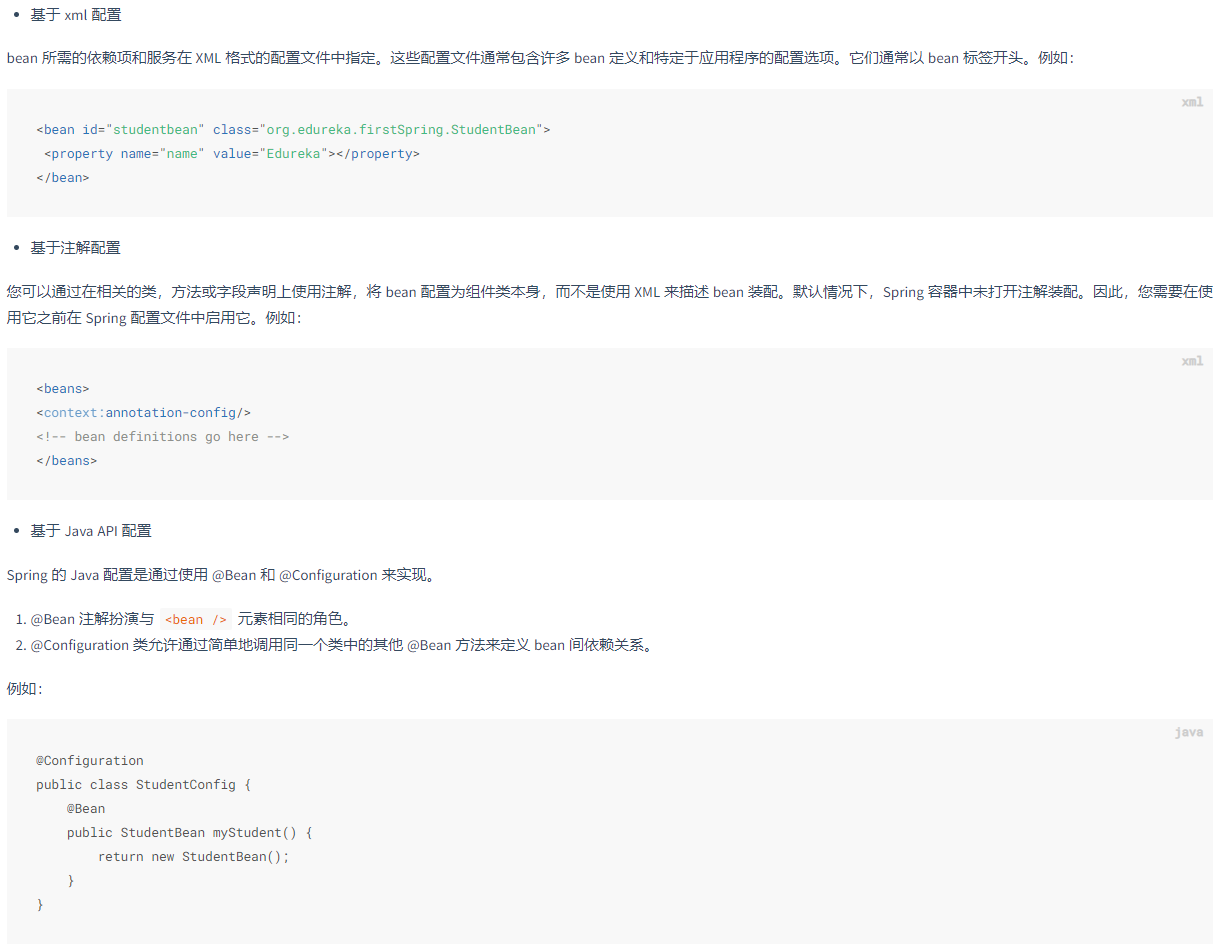 • 基于 xml 配置
bean 所需的依赖项和服务在 XML 格式的配置文件中指定。这些配置文件通常包含许多 bean 定义和特定于应用程序的配置选项。它们通常以 bean 标签开头。例如：
xml
<bean id="studentbean" class="org.edureka.firstSpring.StudentBean">
 <property name="name" value="Edureka"></property>
</bean>
• 基于注解配置
您可以通过在相关的类，方法或字段声明上使用注解，将 bean 配置为组件类本身，而不是使用 XML 来描述 bean 装配。默认情况下，Spring 容器中未打开注解装配。因此，您需要在使
用它之前在 Spring 配置文件中启用它。例如：
xml
<beans>
<context:annotation-config/>
<!-- bean definitions go here -->
</beans>
• 基于 Java API 配置
Spring 的 Java 配置是通过使用 @Bean 和 @Configuration 来实现。
1. @Bean 注解扮演与 <bean /> 元素相同的角色。
2. @Configuration 类允许通过简单地调用同一个类中的其他 @Bean 方法来定义 bean 间依赖关系。
例如：
java
@Configuration
public class StudentConfig {
    @Bean
    public StudentBean myStudent() {
        return new StudentBean();
    }
}